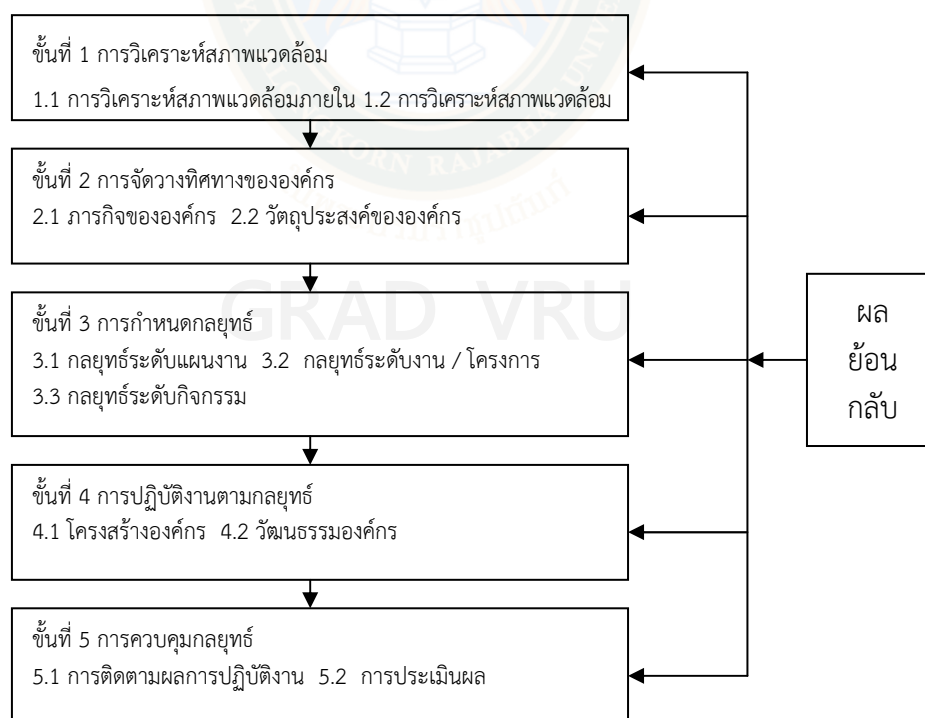 ขั้นที่ 1 การวิเคราะห์สภาพแวดล้อม
1.1 การวิเคราะห์สภาพแวดล้อมภายใน 1.2 การวิเคราะห์สภาพแวดล้อม
ขั้นที่ 2 การจัดวางทิศทางขององค์กร
2.1 ภารกิจขององค์กร 2.2 วัตถุประสงค์ขององค์กร
ขั้นที่ 3 การกำหนดกลยุทธ์
3.1 กลยุทธ์ระดับแผนงาน 3.2 กลยุทธ์ระดับงาน / โครงการ
3.3 กลยุทธ์ระดับกิจกรรม
ขั้นที่ 4 การปฏิบัติงานตามกลยุทธ์
4.1 โครงสร้างองค์กร 4.2 วัฒนธรรมองค์กร
ขั้นที่ 5 การควบคุมกลยุทธ์
5.1 การติดตามผลการปฏิบัติงาน 5.2 การประเมินผล
ผล
ย้อน
กลับ
GRAD VRU